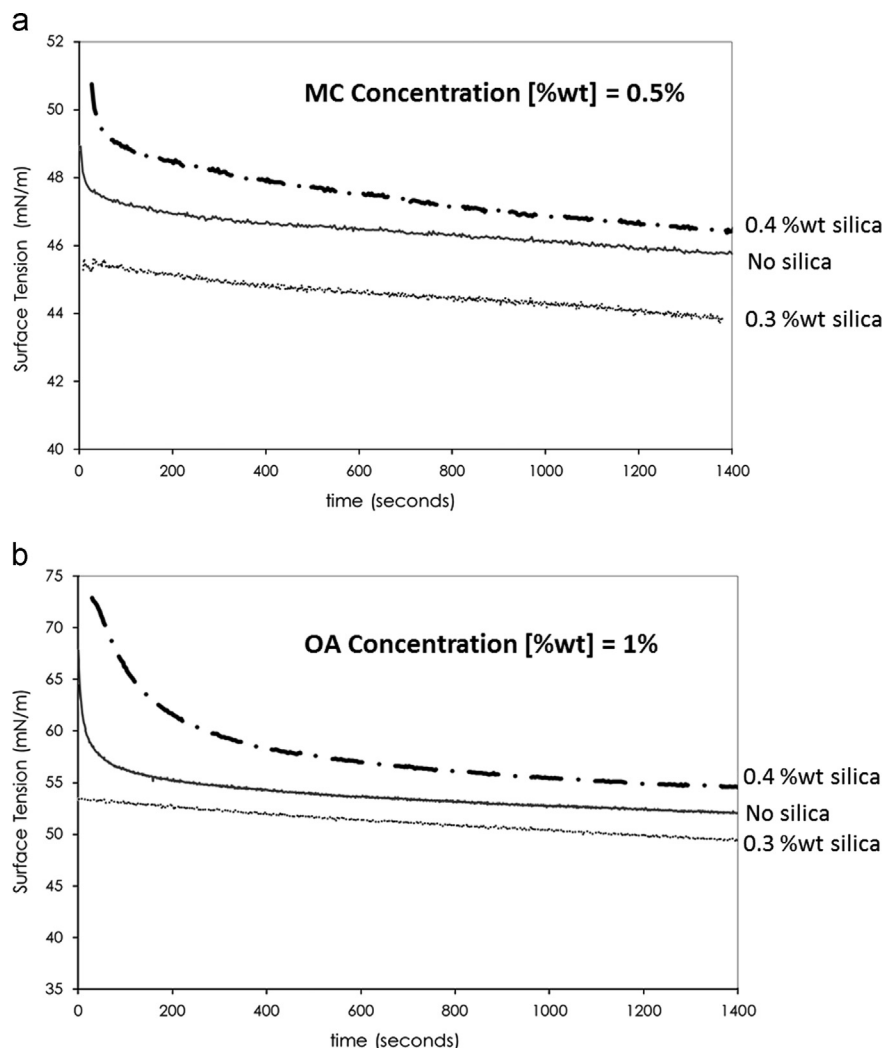 a
52
MC Concentration [%wt] = 0.5%
50
48
46
44
42
40
Surface Tension (mN/m)
0.4 %wt silica
No silica
0.3 %wt silica
0 200 400 600 800 1000 1200 1400
time (seconds)
b
75
OA Concentration [%wt] = 1%
70
65
60
55
50
45
40
35
Surface Tension (mN/m)
0.4 %wt silica
No silica
0.3 %wt silica
0 200 400 600 800 1000 1200 1400
time (seconds)